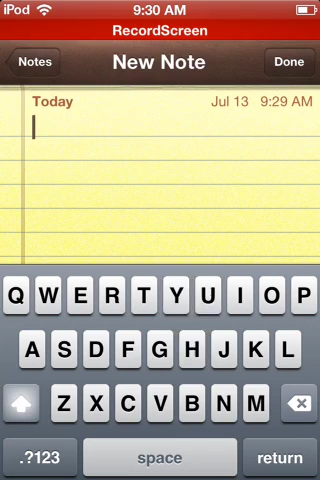 iPod 9:30 AM
RecordScreen
Notes New Note Done
Today Jul 13 9:29 AM
Q W E R T Y U I O P
A S D F G H J K L
Z X C V B N M
.?123 space return